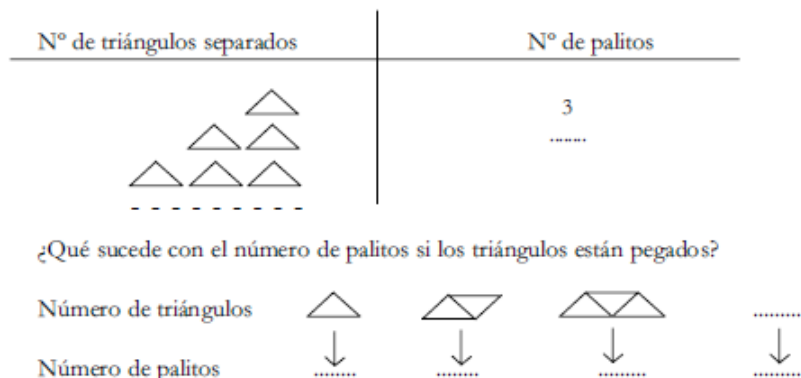 Nº de triángulos separados Nº de palitos
3
........
- - - - - - - - -
¿Qué sucede con el número de palitos si los triángulos están pegados?
Número de triángulos .........
Número de palitos ........ ........ ......... .........